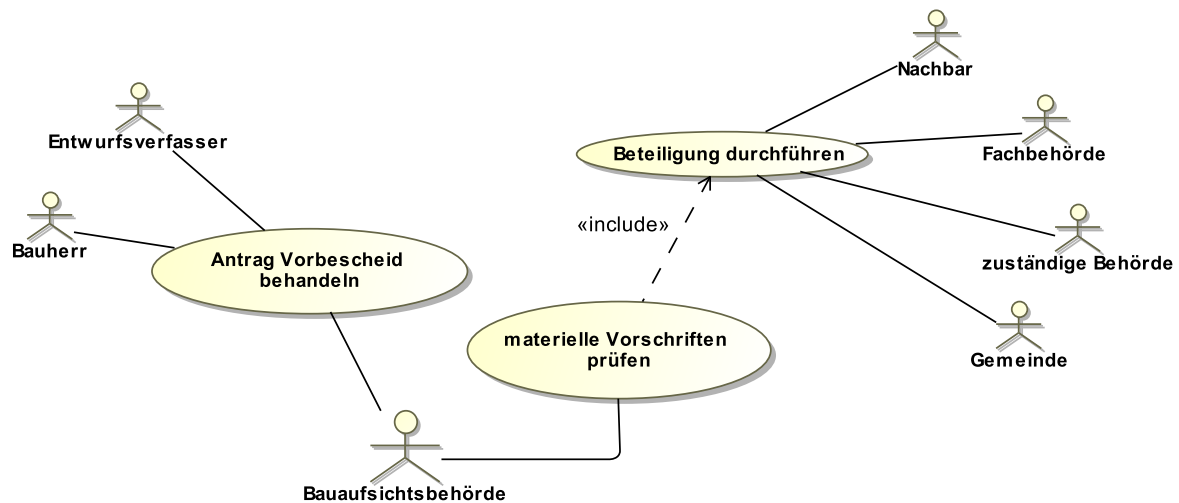 Nachbar
Entwurfsverfasser
Beteiligung durchführen
Fachbehörde
«include»
Bauherr
Antrag Vorbescheid
behandeln
zuständige Behörde
materielle Vorschriften
prüfen
Gemeinde
Bauaufsichtsbehörde